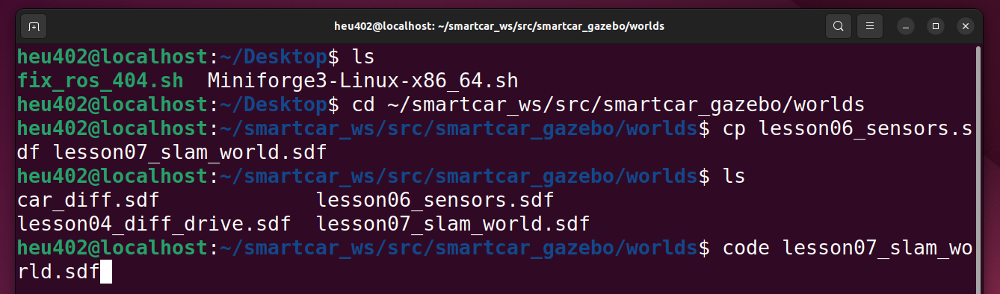 heu402@localhost: ~/smartcar_ws/src/smartcar_gazebo/worlds
heu402@localhost:~/Desktop$ ls
fix_ros_404.sh  Miniforge3-Linux-x86_64.sh
heu402@localhost:~/Desktop$ cd ~/smartcar_ws/src/smartcar_gazebo/worlds
heu402@localhost:~/smartcar_ws/src/smartcar_gazebo/worlds$ cp lesson06_sensors.s
df lesson07_slam_world.sdf
heu402@localhost:~/smartcar_ws/src/smartcar_gazebo/worlds$ ls
car_diff.sdf             lesson06_sensors.sdf
lesson04_diff_drive.sdf  lesson07_slam_world.sdf
heu402@localhost:~/smartcar_ws/src/smartcar_gazebo/worlds$ code lesson07_slam_wo
rld.sdf